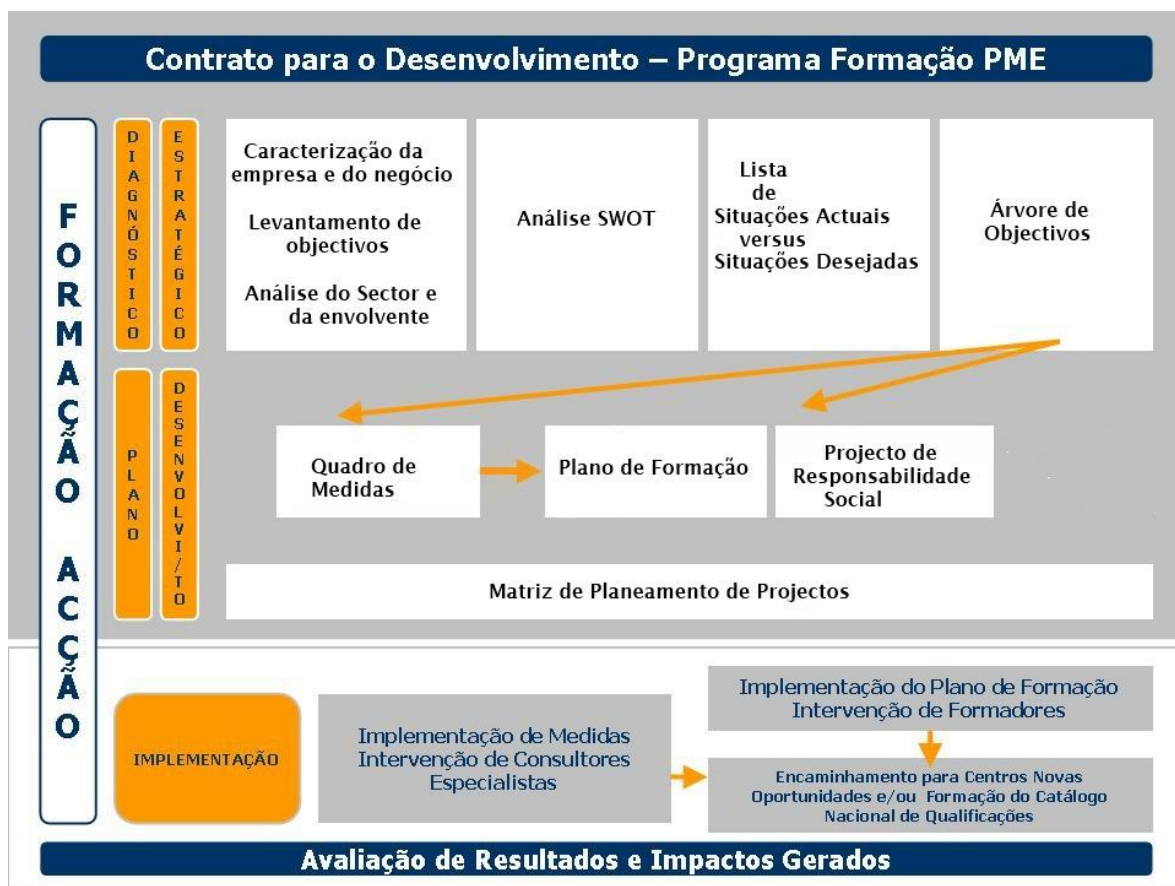 Contrato para o Desenvolvimento – Programa Formação PME
FORMAÇÃO ACÇÃO
DIAGNÓSTICO
ESTRATÉGICO
Caracterização da
empresa e do negócio
Levantamento de
objectivos
Análise do Sector e
da envolvente
Análise SWOT
Lista
de
Situações Actuais
versus
Situações Desejadas
Árvore de
Objectivos
PLANO
DESENVOLVI/TO
Quadro de
Medidas
Plano de Formação
Projecto de
Responsabilidade
Social
Matriz de Planeamento de Projectos
IMPLEMENTAÇÃO
Implementação de Medidas
Intervenção de Consultores
Especialistas
Implementação do Plano de Formação
Intervenção de Formadores
Encaminhamento para Centros Novas
Oportunidades e/ou Formação do Catálogo
Nacional de Qualificações
Avaliação de Resultados e Impactos Gerados